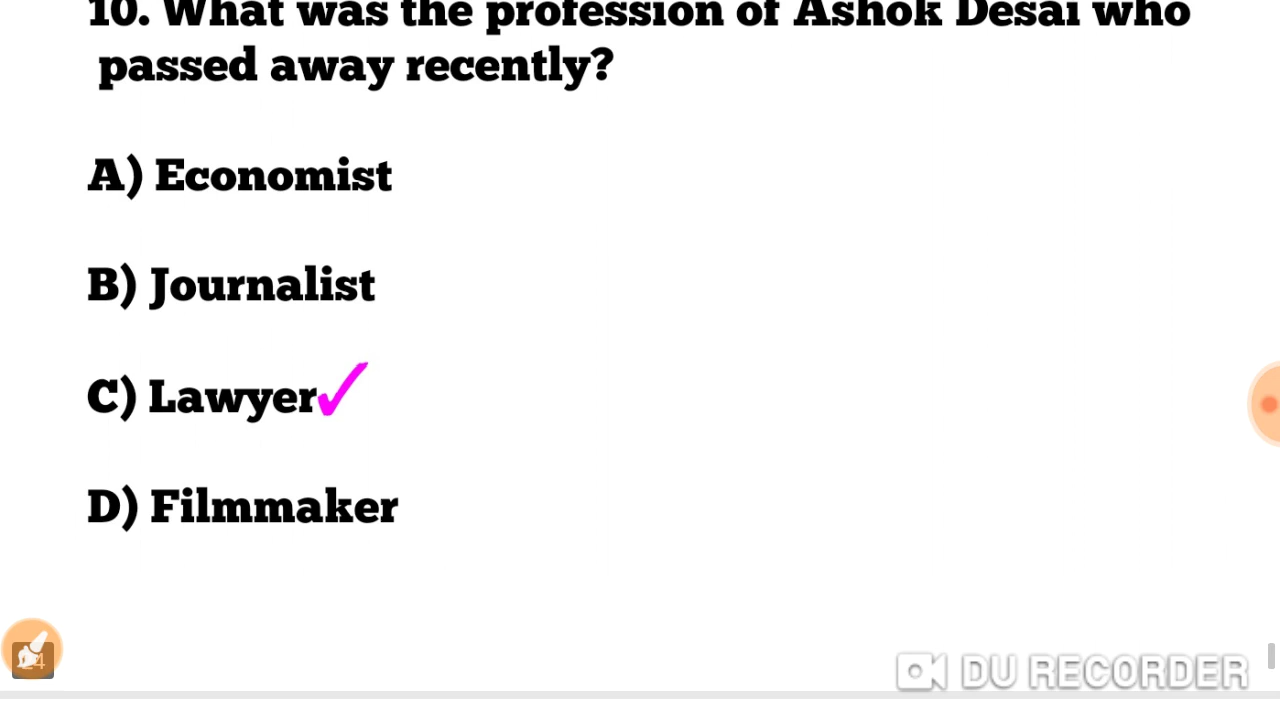 10. What was the profession of Ashok Desai who
passed away recently?
A) Economist
B) Journalist
C) Lawyer
D) Filmmaker
DU RECORDER